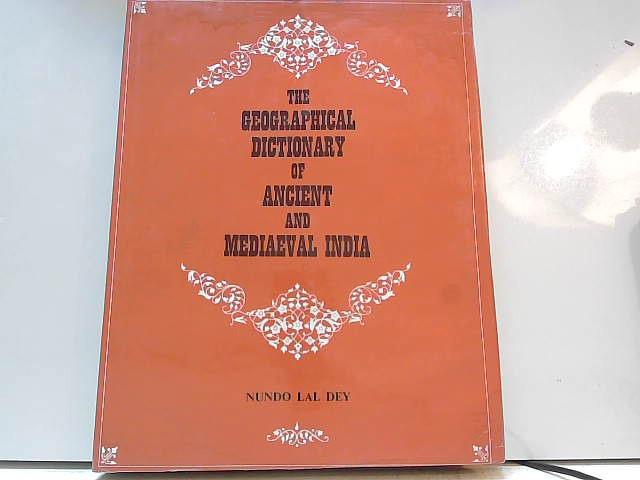 THE
GEOGRAPHICAL
DICTIONARY
OF
ANCIENT
AND
MEDIAEVAL INDIA
NUNDO LAL DEY